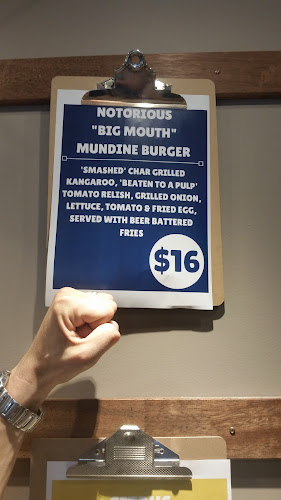 NOTORIOUS
"BIG MOUTH"
MUNDINE BURGER
'SMASHED' CHAR GRILLED
KANGAROO, 'BEATEN TO A PULP'
TOMATO RELISH, GRILLED ONION,
LETTUCE, TOMATO & FRIED EGG,
SERVED WITH BEER BATTERED
FRIES
$16